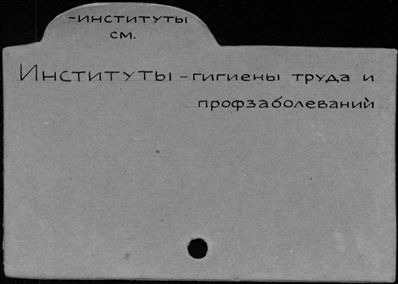 -институты
см.
Институты - гигиены труда и
профзаболеваний